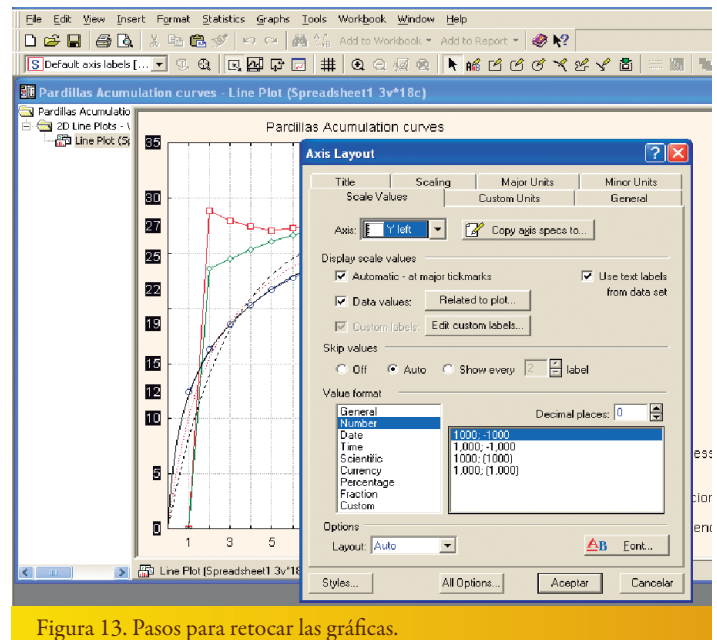 File Edit View Insert Format Statistics Graphs Tools Workbook Window Help
Add to Workbook Add to Report
Default axis labels [...
Pardillas Acumulation curves - Line Plot (Spreadsheet1 3v*18c)
Pardillas Acumulatio
2D Line Plots - \
Line Plot (S
Pardillas Acumulation curves
35
30
27
25
22
19
15
12
10
5
0
1 3 5
Axis Layout
Title Scaling Major Units Minor Units
Scale Values Custom Units General
Axis: Y left Copy axis specs to...
Display scale values
Automatic - at major tickmarks Use text labels
Data values: Related to plot... from data set
Custom labels: Edit custom labels...
Skip values
Off Auto Show every 2 label
Value format
General
Number Decimal places: 0
Date 1000; -1000
Time 1,000; -1,000
Scientific 1000; (1000)
Currency 1,000; (1,000)
Percentage
Fraction
Custom
Options
Layout: Auto AB Font...
Styles... All Options... Aceptar Cancelar
Line Plot (Spreadsheet1 3v*18
ess
cion
enc
Figura 13. Pasos para retocar las gráficas.